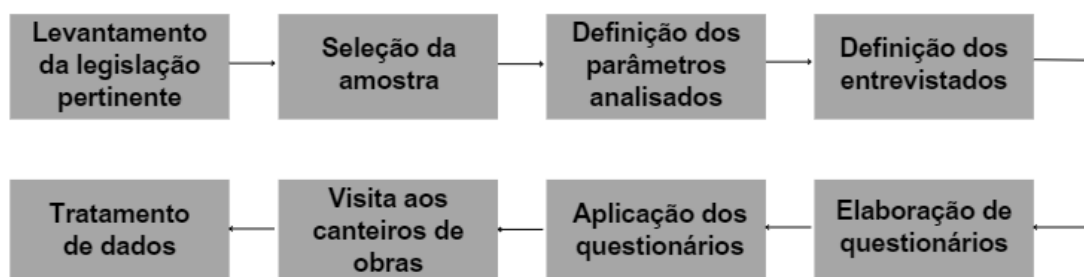 Levantamento
da legislação
pertinente
Seleção da
amostra
Definição dos
parâmetros
analisados
Definição dos
entrevistados
Elaboração de
questionários
Aplicação dos
questionários
Visita aos
canteiros de
obras
Tratamento
de dados